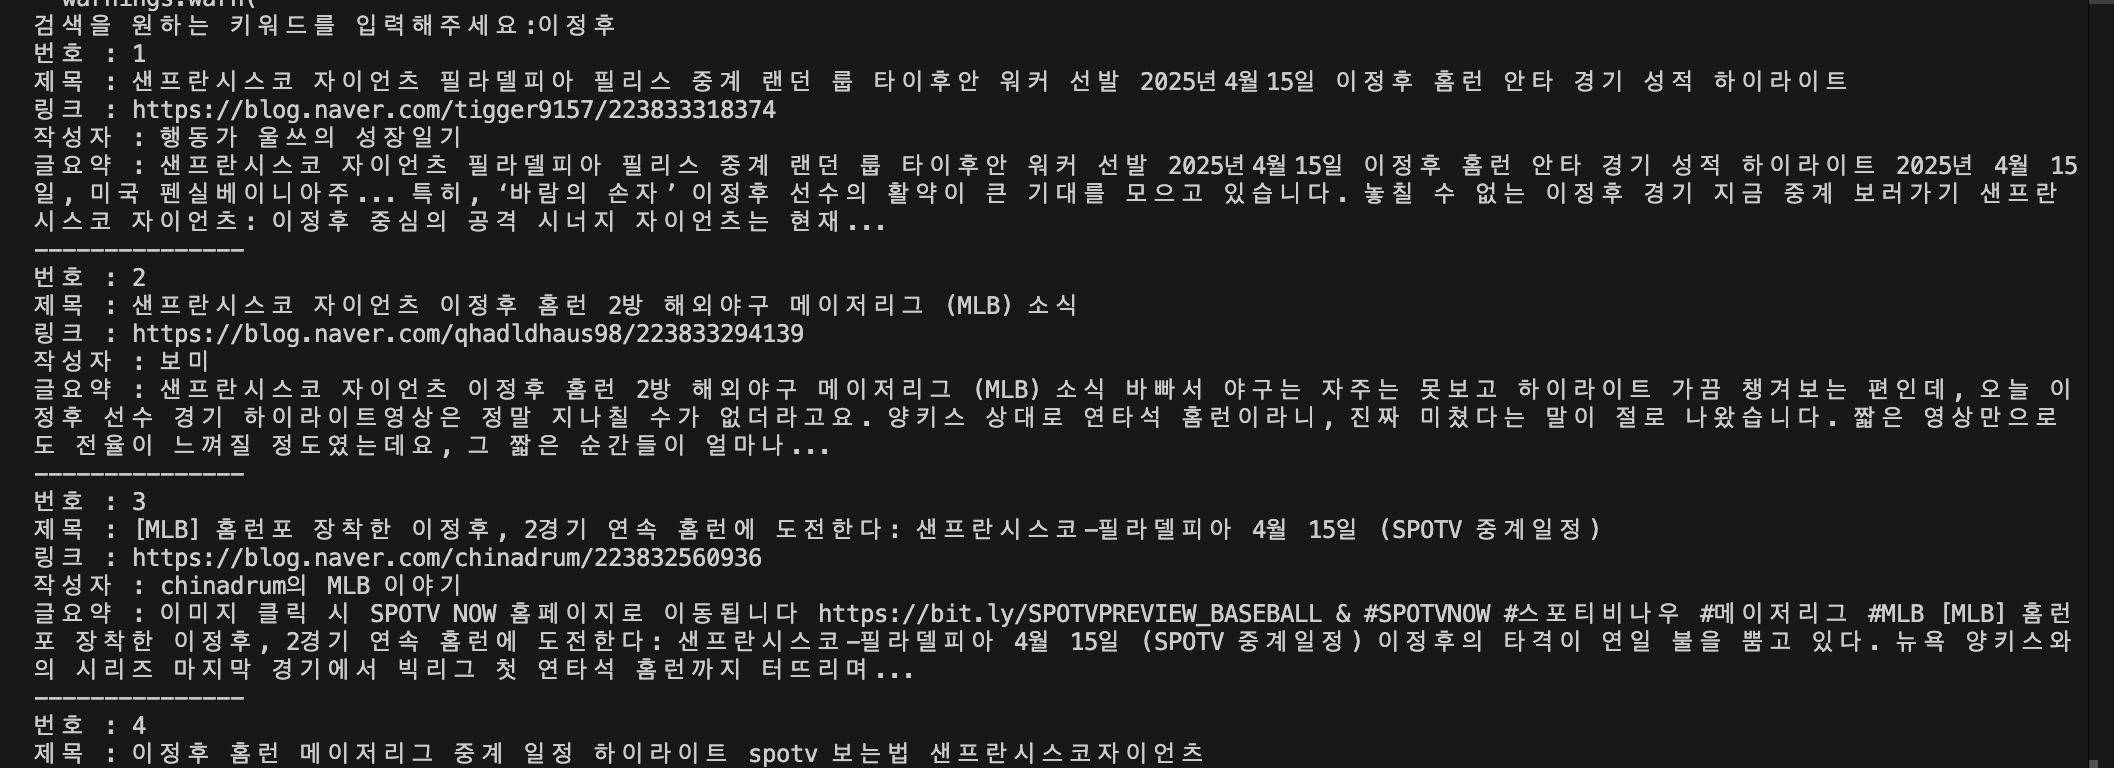 warnings.warn(
검색을 원하는 키워드를 입력해주세요:이정후
번호 : 1
제목 : 샌프란시스코 자이언츠 필라델피아 필리스 중계 랜던 룹 타이후안 워커 선발 2025년4월15일 이정후 홈런 안타 경기 성적 하이라이트
링크 : https://blog.naver.com/tigger9157/223833318374
작성자 : 행동가 울쓰의 성장일기
글요약 : 샌프란시스코 자이언츠 필라델피아 필리스 중계 랜던 룹 타이후안 워커 선발 2025년4월15일 이정후 홈런 안타 경기 성적 하이라이트 2025년 4월 15
일, 미국 펜실베이니아주... 특히, ‘바람의 손자’ 이정후 선수의 활약이 큰 기대를 모으고 있습니다. 놓칠 수 없는 이정후 경기 지금 중계 보러가기 샌프란
시스코 자이언츠: 이정후 중심의 공격 시너지 자이언츠는 현재...
---------------
번호 : 2
제목 : 샌프란시스코 자이언츠 이정후 홈런 2방 해외야구 메이저리그 (MLB) 소식
링크 : https://blog.naver.com/qhadldhaus98/223833294139
작성자 : 보미
글요약 : 샌프란시스코 자이언츠 이정후 홈런 2방 해외야구 메이저리그 (MLB) 소식 바빠서 야구는 자주는 못보고 하이라이트 가끔 챙겨보는 편인데, 오늘 이
정후 선수 경기 하이라이트영상은 정말 지나칠 수가 없더라고요. 양키스 상대로 연타석 홈런이라니, 진짜 미쳤다는 말이 절로 나왔습니다. 짧은 영상만으로
도 전율이 느껴질 정도였는데요, 그 짧은 순간들이 얼마나...
---------------
번호 : 3
제목 : [MLB] 홈런포 장착한 이정후, 2경기 연속 홈런에 도전한다: 샌프란시스코-필라델피아 4월 15일 (SPOTV 중계일정)
링크 : https://blog.naver.com/chinadrum/223832560936
작성자 : chinadrum의 MLB 이야기
글요약 : 이미지 클릭 시 SPOTV NOW 홈페이지로 이동됩니다 https://bit.ly/SPOTVPREVIEW_BASEBALL & #SPOTVNOW #스포티비나우 #메이저리그 #MLB [MLB] 홈런
포 장착한 이정후, 2경기 연속 홈런에 도전한다: 샌프란시스코-필라델피아 4월 15일 (SPOTV 중계일정) 이정후의 타격이 연일 불을 뿜고 있다. 뉴욕 양키스와
의 시리즈 마지막 경기에서 빅리그 첫 연타석 홈런까지 터뜨리며...
---------------
번호 : 4
제목 : 이정후 홈런 메이저리그 중계 일정 하이라이트 spotv 보는법 샌프란시스코자이언츠